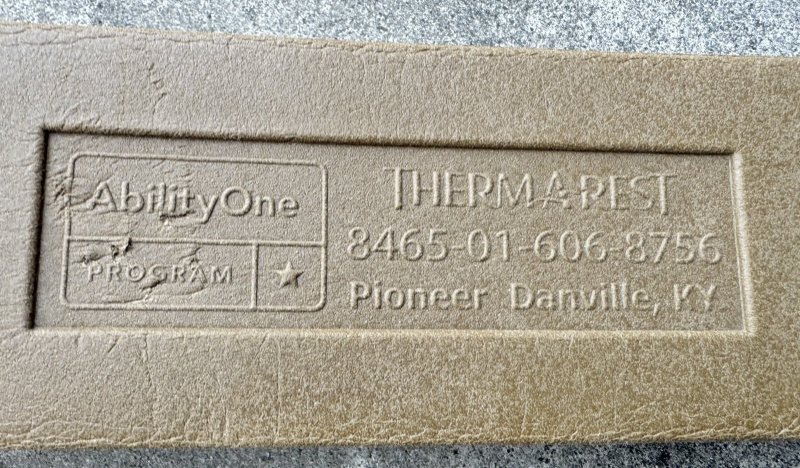 AbilityOne
PROGRAM
THERMAREST
8465-01-606-8756
Pioneer Danville, KY